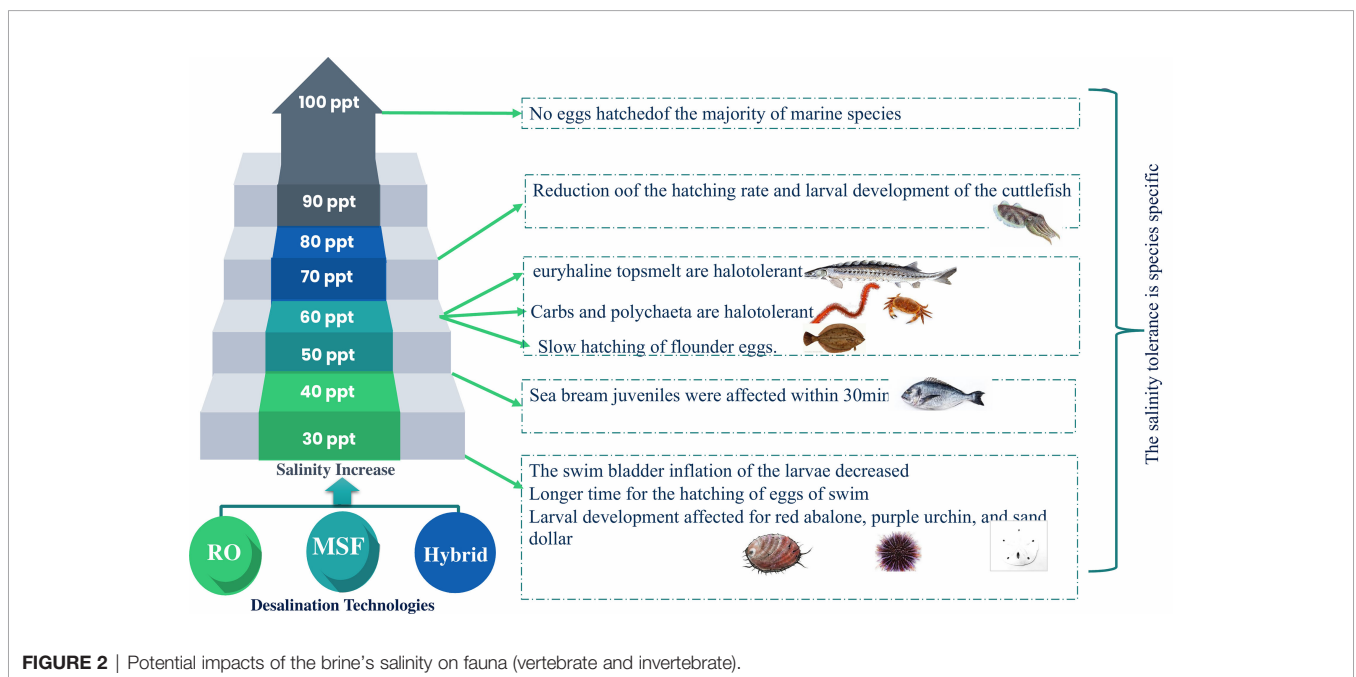 100 ppt
90 ppt
80 ppt
70 ppt
60 ppt
50 ppt
40 ppt
30 ppt
Salinity Increase
RO
MSF
Hybrid
Desalination Technologies
No eggs hatchedof the majority of marine species
Reduction oof the hatching rate and larval development of the cuttlefish
euryhaline topsmelt are halotolerant
Carbs and polychaeta are halotolerant
Slow hatching of flounder eggs.
Sea bream juveniles were affected within 30min
The swim bladder inflation of the larvae decreased
Longer time for the hatching of eggs of swim
Larval development affected for red abalone, purple urchin, and sand
dollar
The salinity tolerance is species specific
FIGURE 2 | Potential impacts of the brine's salinity on fauna (vertebrate and invertebrate).